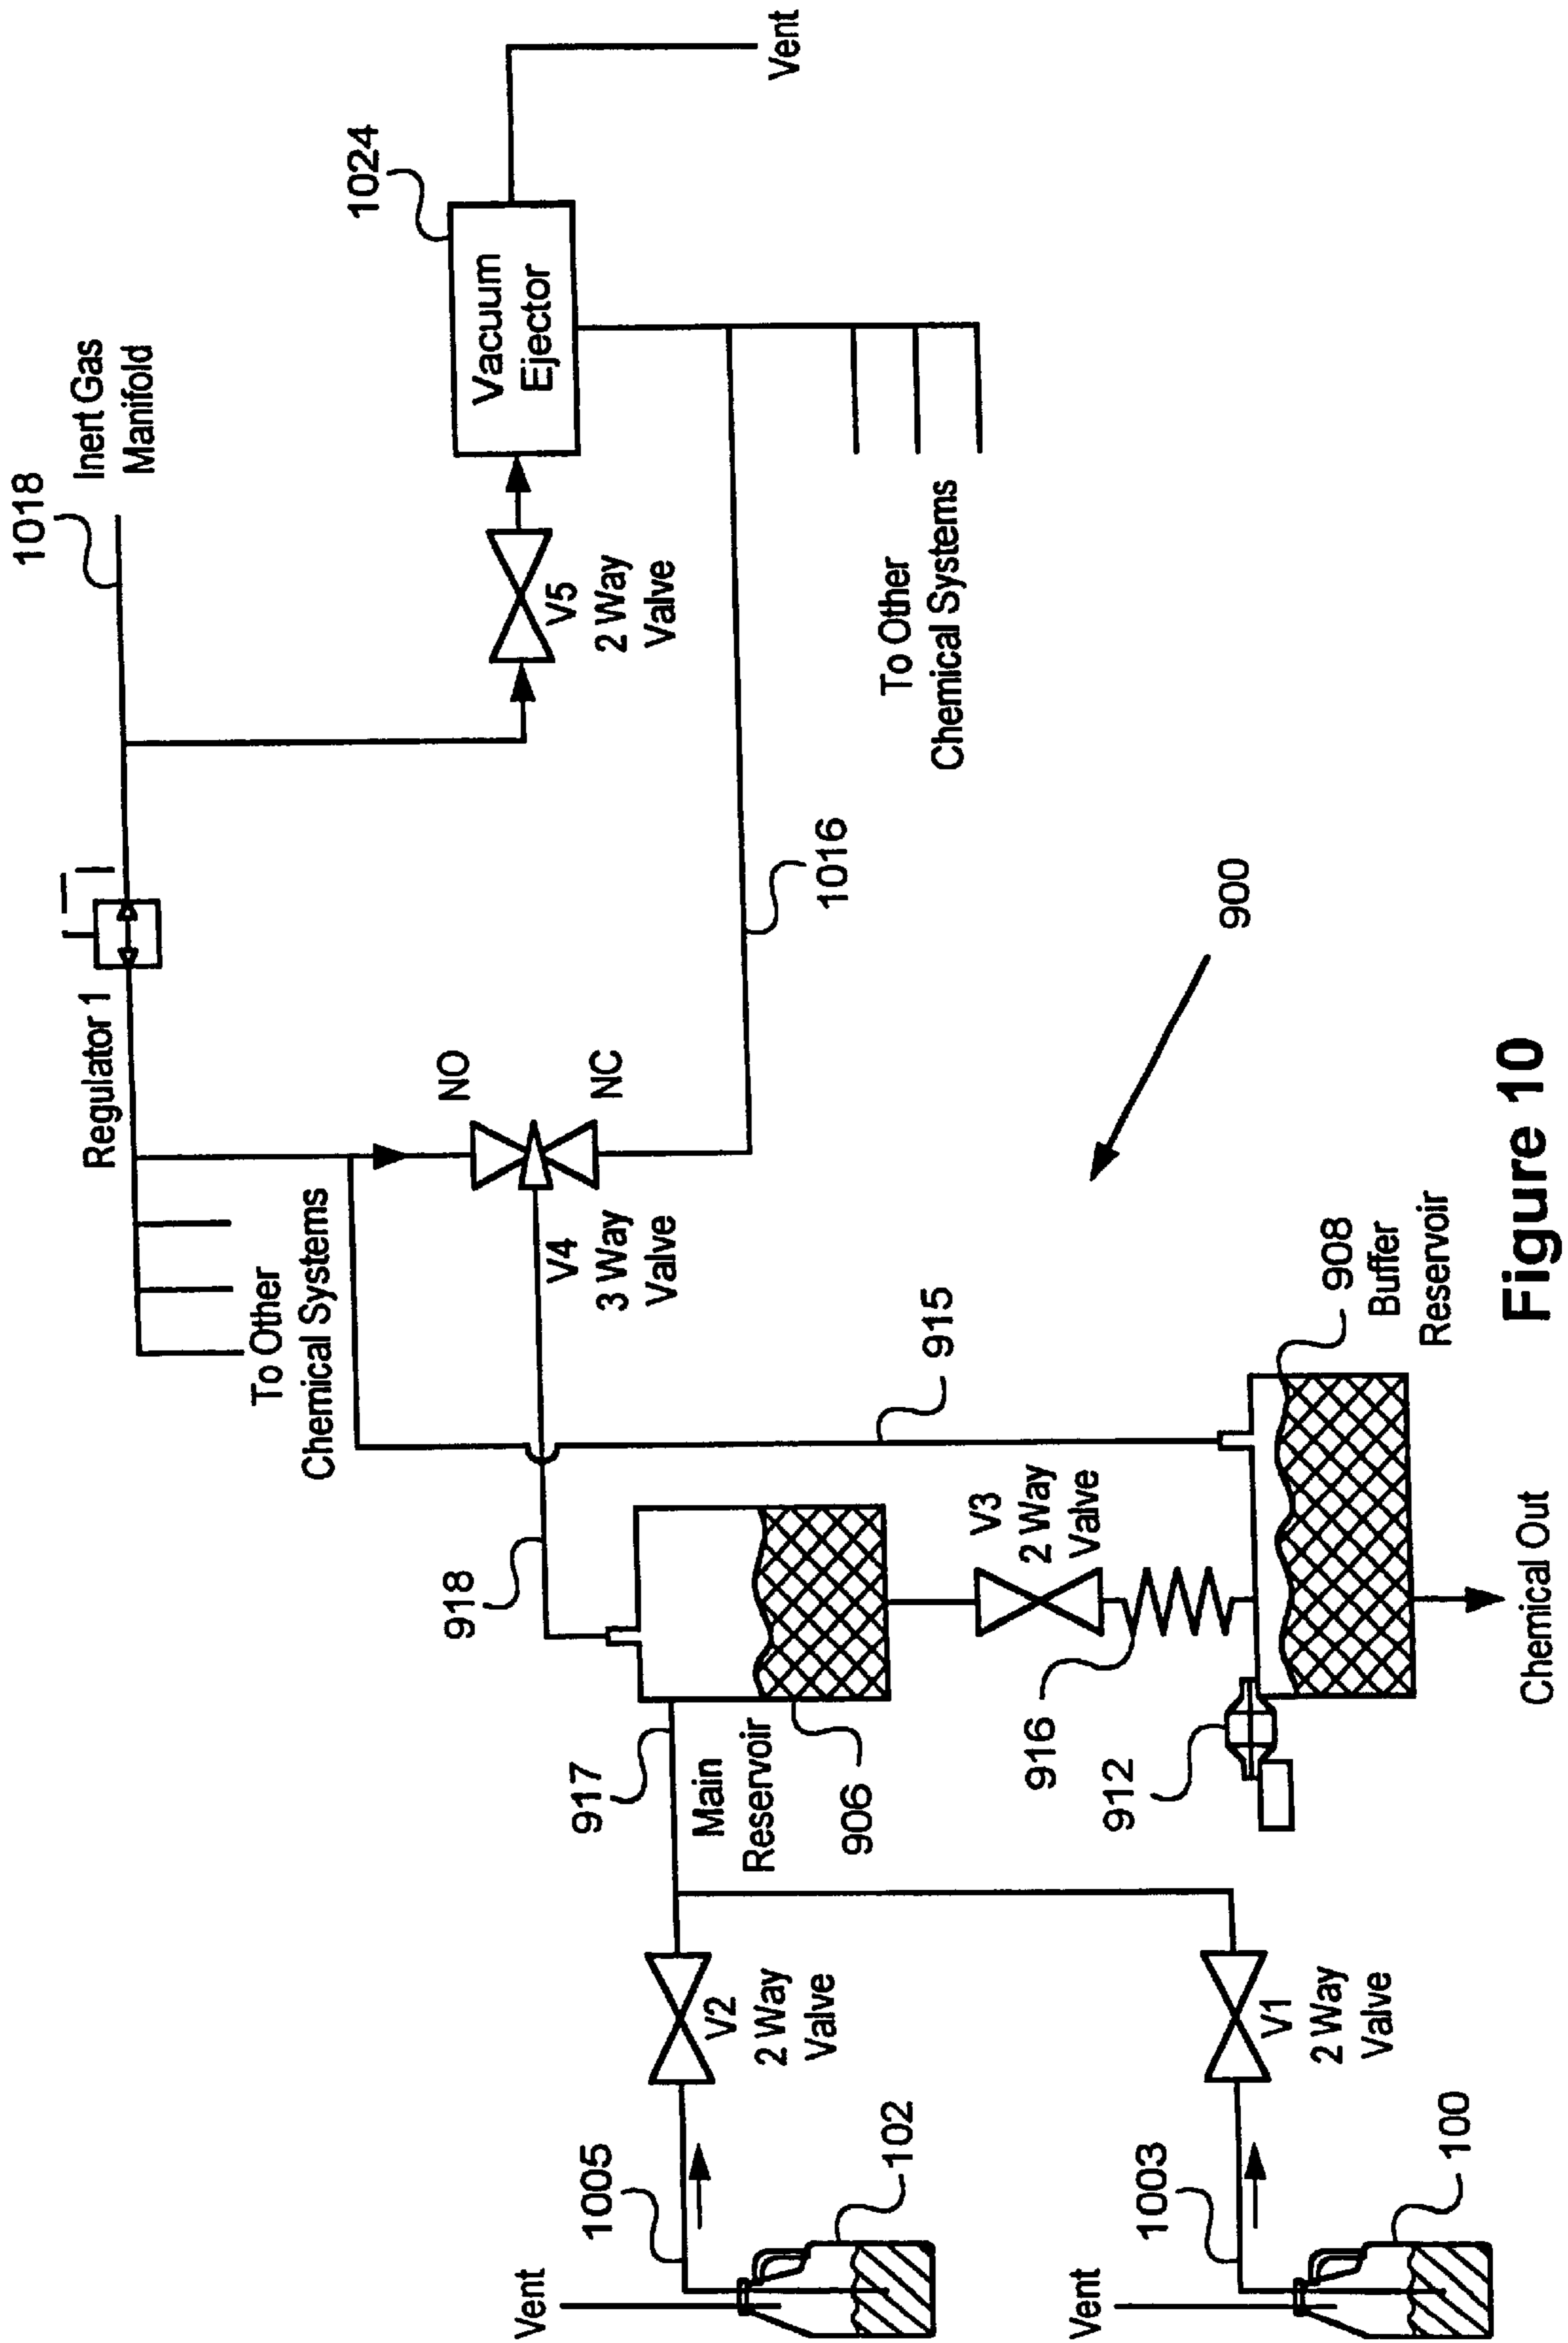 Vent
1005
102
V2
2 Way
Valve
Vent
1003
100
V1
2 Way
Valve
917
Main
Reservoir
906
918
916
912
V3
2 Way
Valve
915
908
Buffer
Reservoir
Chemical Out
To Other
Chemical Systems
Regulator 1
NO
NC
V4
3 Way
Valve
1016
1018
Inert Gas
Manifold
V5
2 Way
Valve
Vacuum
Ejector
1024
Vent
To Other
Chemical Systems
900
Figure 10